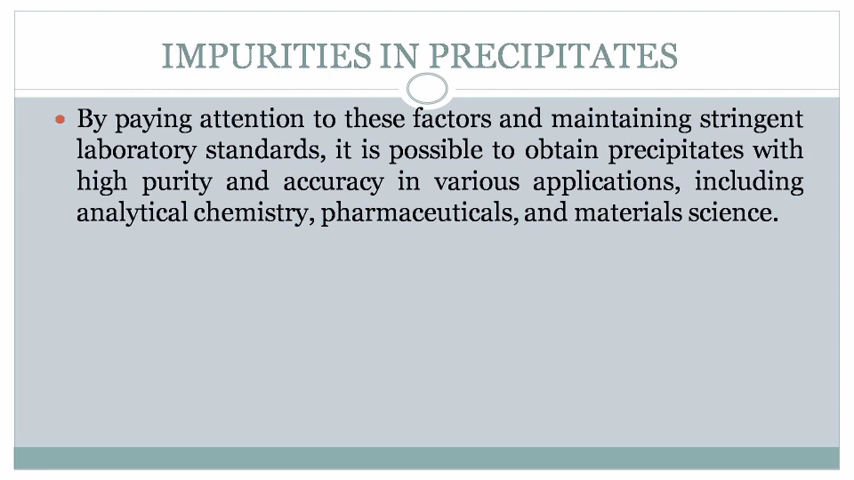 IMPURITIES IN PRECIPITATES
• By paying attention to these factors and maintaining stringent
laboratory standards, it is possible to obtain precipitates with
high purity and accuracy in various applications, including
analytical chemistry, pharmaceuticals, and materials science.